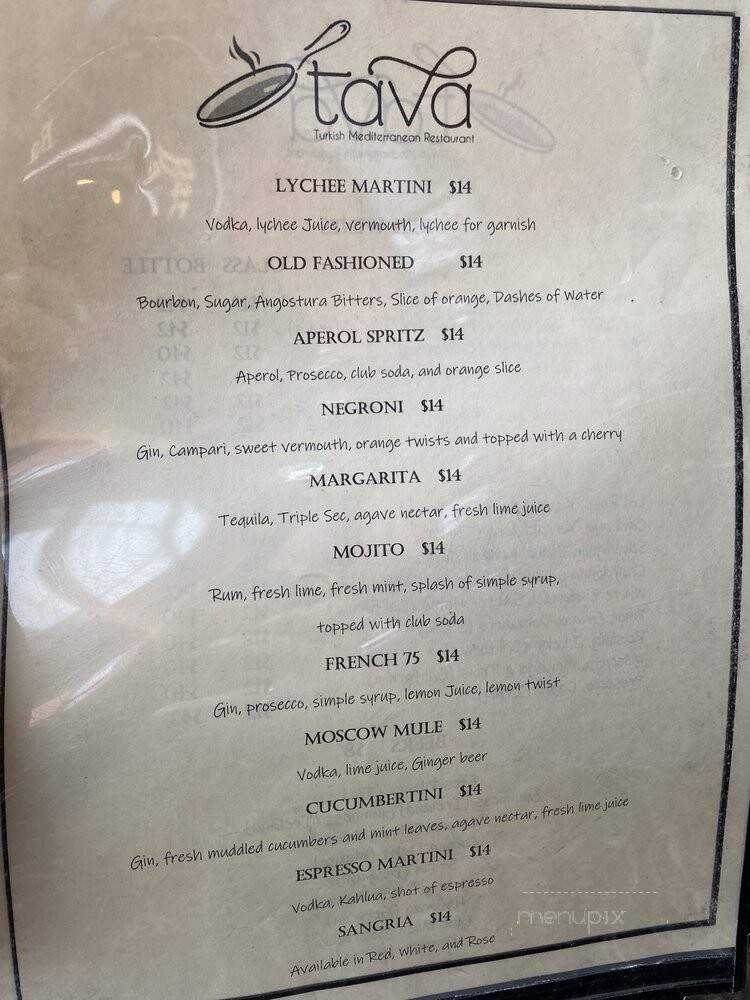 tava
Turkish Mediterranean Restaurant
LYCHEE MARTINI $14
Vodka, lychee Juice, vermouth, lychee for garnish
OLD FASHIONED $14
Bourbon, Sugar, Angostura Bitters, Slice of orange, Dashes of Water
APEROL SPRITZ $14
Aperol, Prosecco, club soda, and orange slice
NEGRONI $14
Gin, Campari, sweet vermouth, orange twists and topped with a cherry
MARGARITA $14
Tequila, Triple Sec, agave nectar, fresh lime juice
MOJITO $14
Rum, fresh lime, fresh mint, splash of simple syrup,
topped with club soda
FRENCH 75 $14
Gin, prosecco, simple syrup, lemon Juice, lemon twist
MOSCOW MULE $14
Vodka, lime juice, Ginger beer
CUCUMBERTINI $14
Gin, fresh muddled cucumbers and mint leaves, agave nectar, fresh lime juice
ESPRESSO MARTINI $14
Vodka, Kahlua, shot of espresso
SANGRIA $14
Available in Red, White, and Rose
menupix